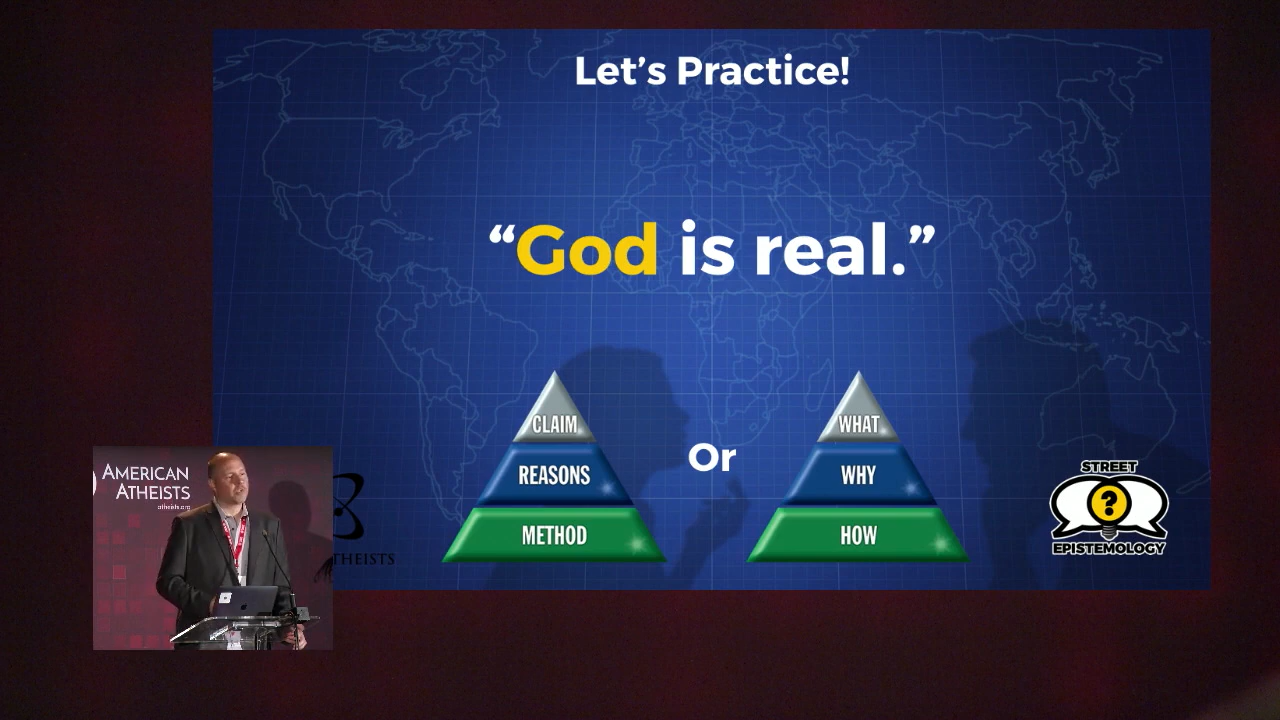 Let's Practice!
“God is real.”
CLAIM
REASONS
METHOD
Or
WHAT
WHY
HOW
STREET
?
EPISTEMOLOGY
AMERICAN
ATHEISTS
atheists.org
THEISTS